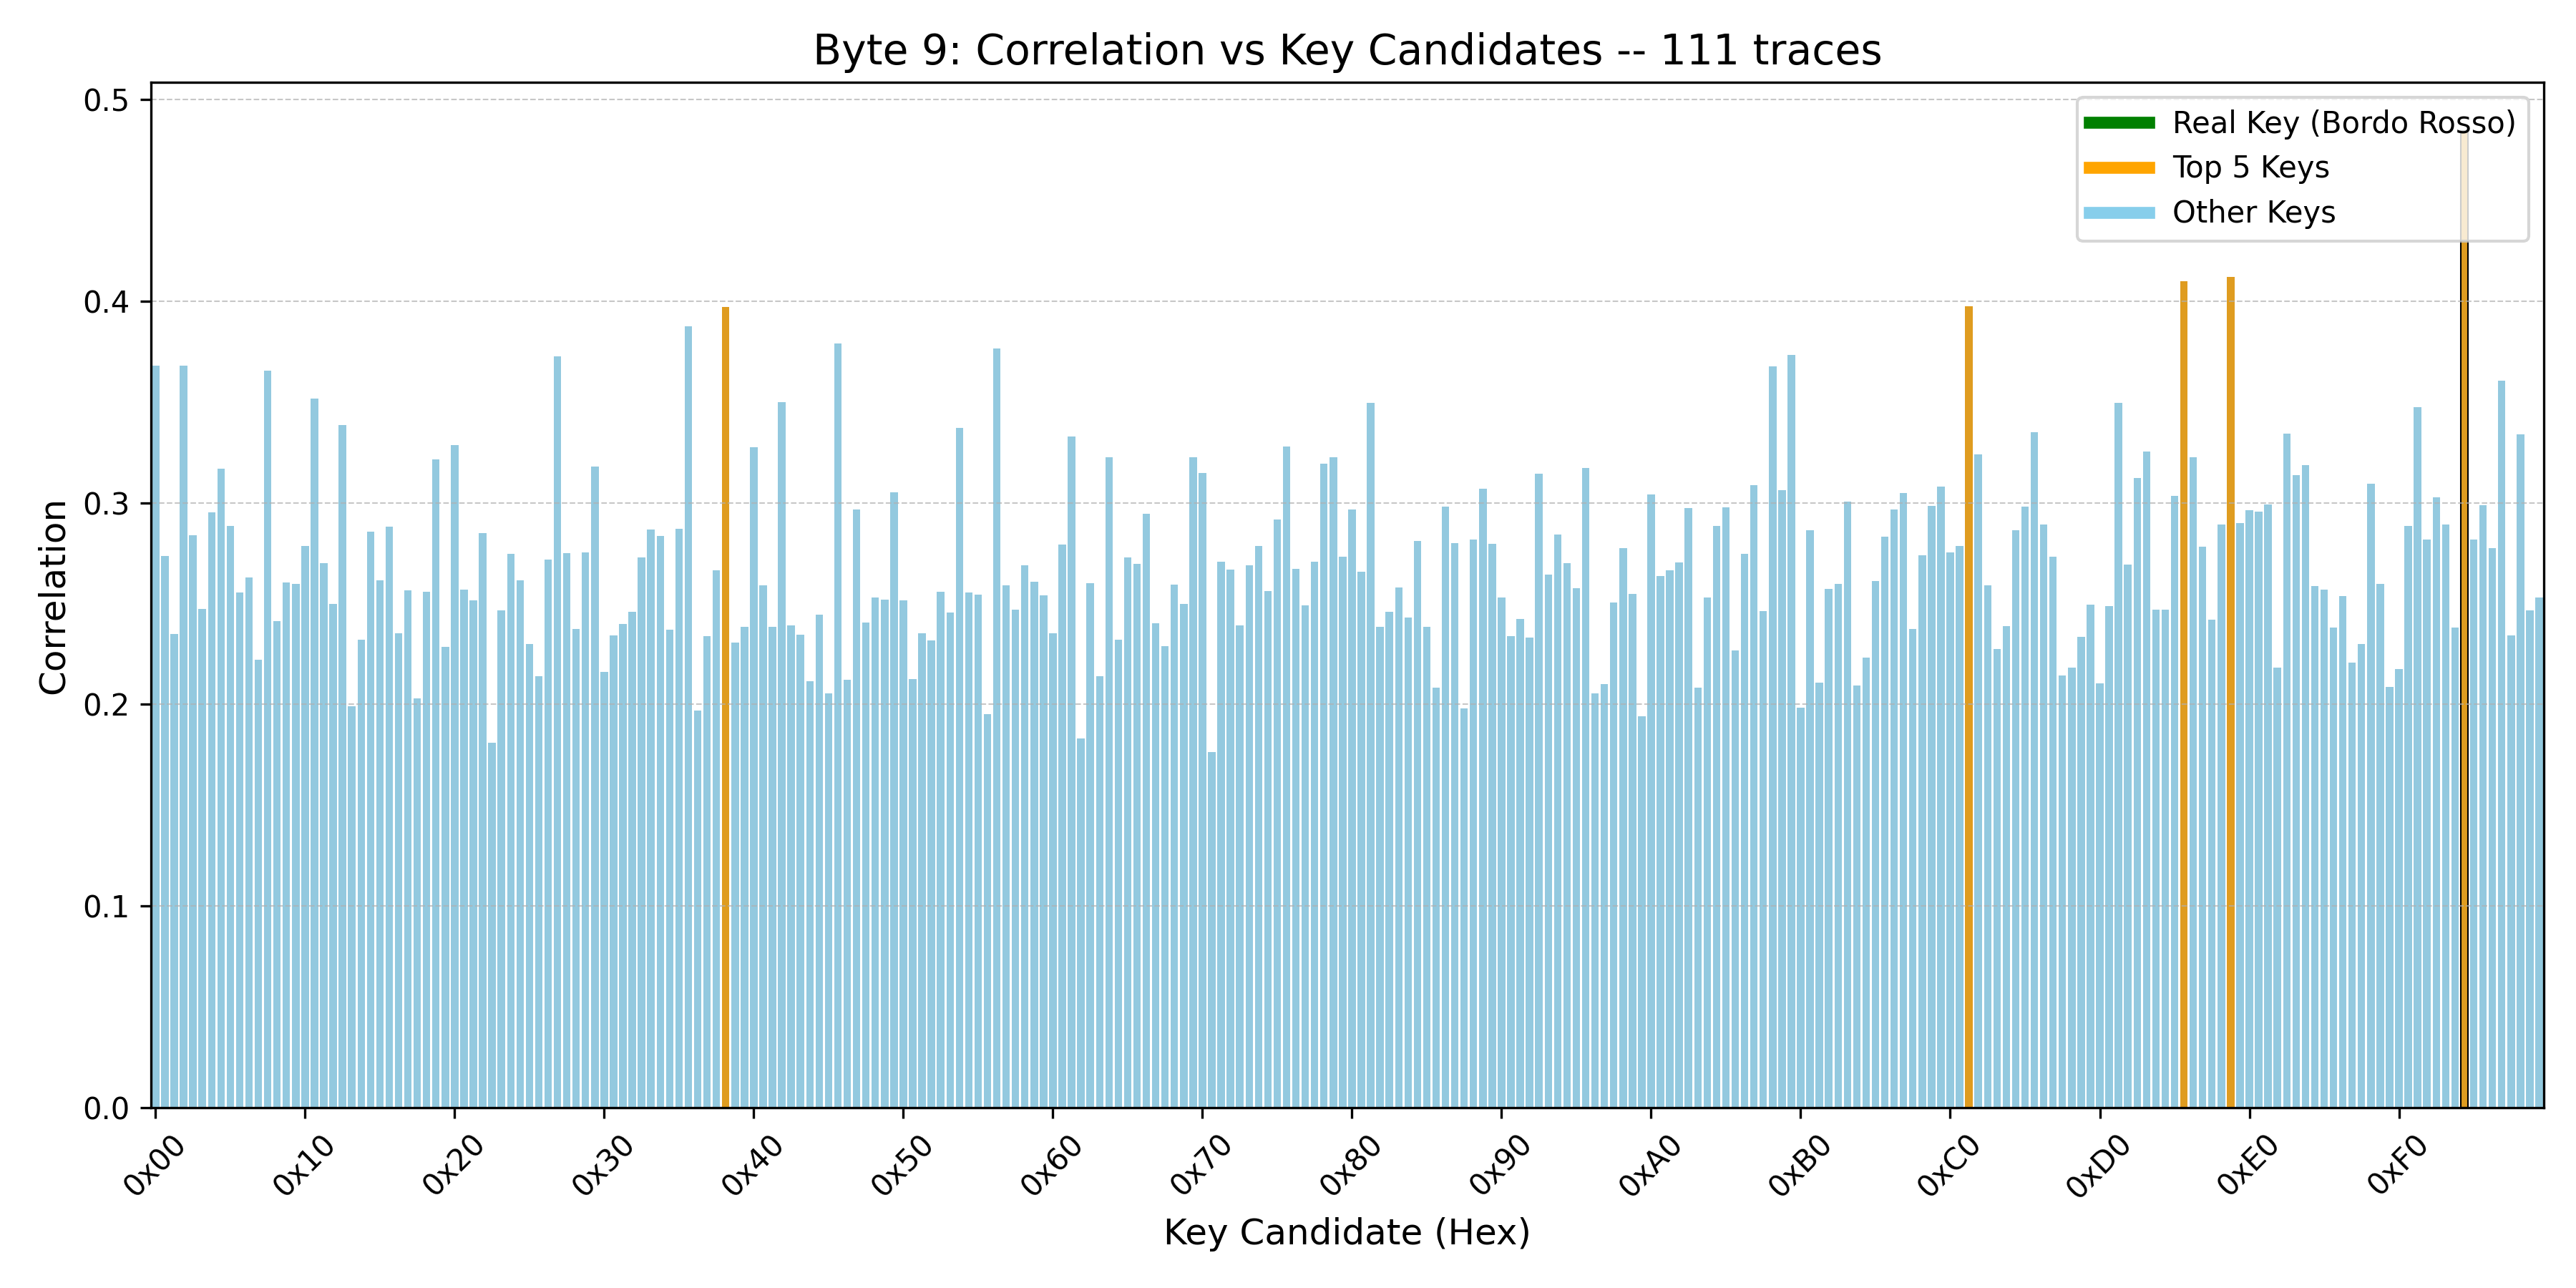 Byte 9: Correlation vs Key Candidates -- 111 traces
Real Key (Bordo Rosso)
Top 5 Keys
Other Keys
Correlation
0.5
0.4
0.3
0.2
0.1
0.0
0x00 0x10 0x20 0x30 0x40 0x50 0x60 0x70 0x80 0x90 0xA0 0xB0 0xC0 0xD0 0xE0 0xF0
Key Candidate (Hex)